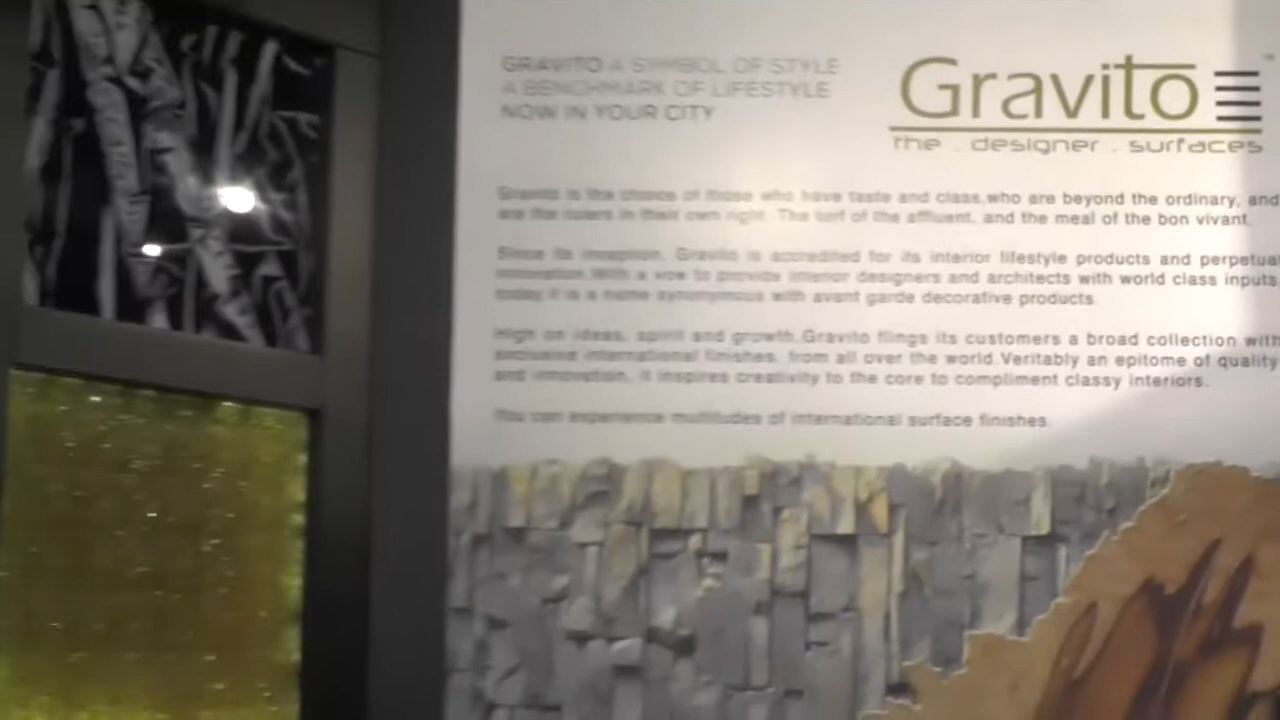 GRAVITO A SYMBOL OF STYLE
A BENCHMARK OF LIFESTYLE
NOW IN YOUR CITY
Gravito
the . designer . surfaces
Gravito is the choice of those who have taste and class,who are beyond the ordinary, and
are the rulers in their own right. The turf of the affluent, and the meal of the bon vivant.
Since its inception, Gravito is accredited for its interior lifestyle products and perpetual
innovation.With a vow to provide interior designers and architects with world class inputs,
today it is a name synonymous with avant garde decorative products.
High on ideas, spirit and growth,Gravito flings its customers a broad collection with
exclusive international finishes, from all over the world.Veritably an epitome of quality
and innovation, it inspires creativity to the core to compliment classy interiors.
You can experience multitudes of international surface finishes.